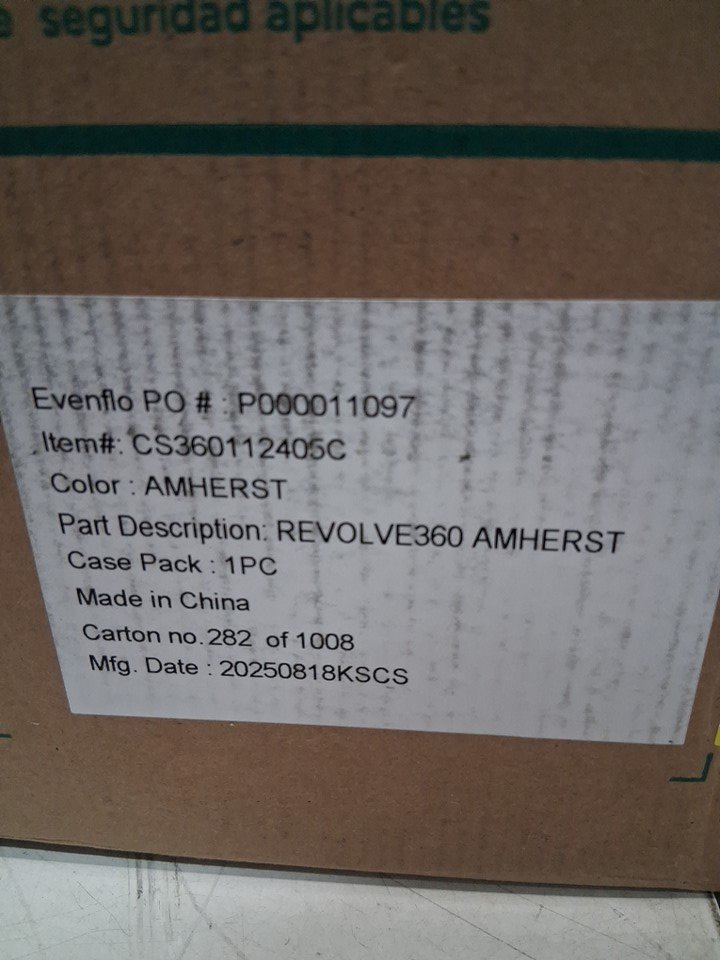 seguridad aplicables
Evenflo PO # : P000011097
Item#: CS360112405C
Color : AMHERST
Part Description: REVOLVE360 AMHERST
Case Pack : 1PC
Made in China
Carton no. 282 of 1008
Mfg. Date : 20250818KSCS